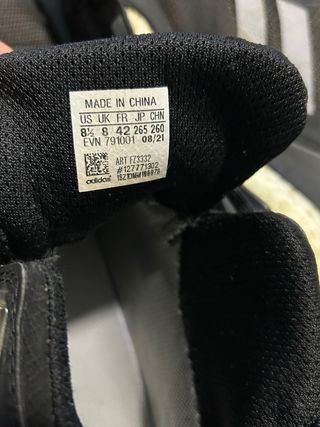 MADE IN CHINA
US UK FR JP CHN
8½ 8 42 265 260
EVN 791001 08/21
ART FZ3332
#127771302
adidas